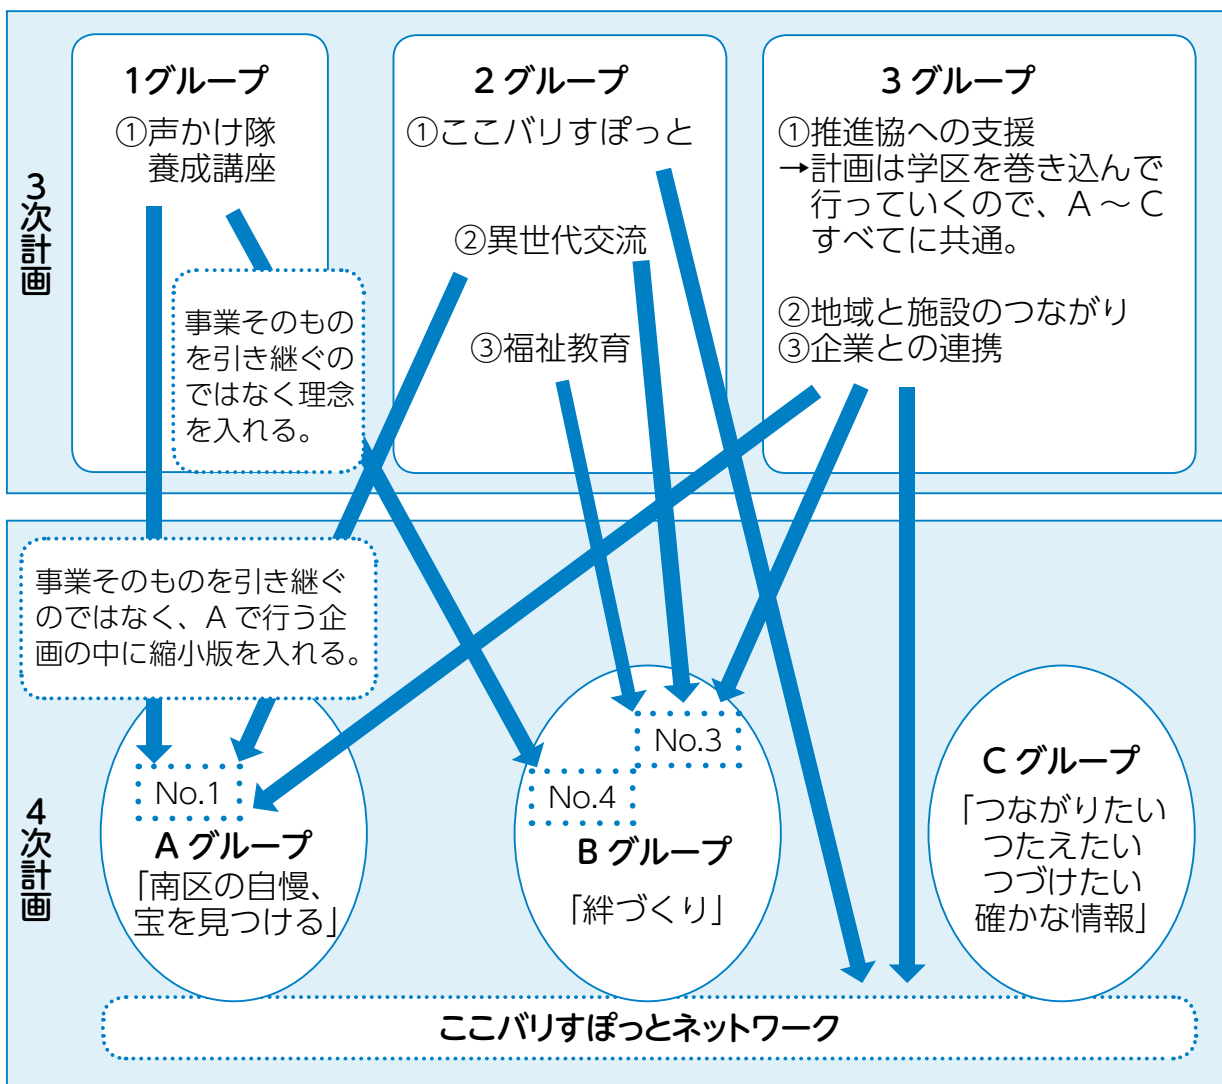 3次計画
1グループ
①声かけ隊
養成講座
事業そのもの
を引き継ぐの
ではなく理念
を入れる。
2グループ
①ここバリすぽっと
②異世代交流
③福祉教育
3グループ
①推進協への支援
→計画は学区を巻き込んで
行っていくので、A～C
すべてに共通。
②地域と施設のつながり
③企業との連携
4次計画
事業そのものを引き継ぐ
のではなく、Aで行う企
画の中に縮小版を入れる。
No.1
Aグループ
「南区の自慢、
宝を見つける」
No.3
No.4
Bグループ
「絆づくり」
Cグループ
「つながりたい
つたえたい
つづけたい
確かな情報」
ここバリすぽっとネットワーク